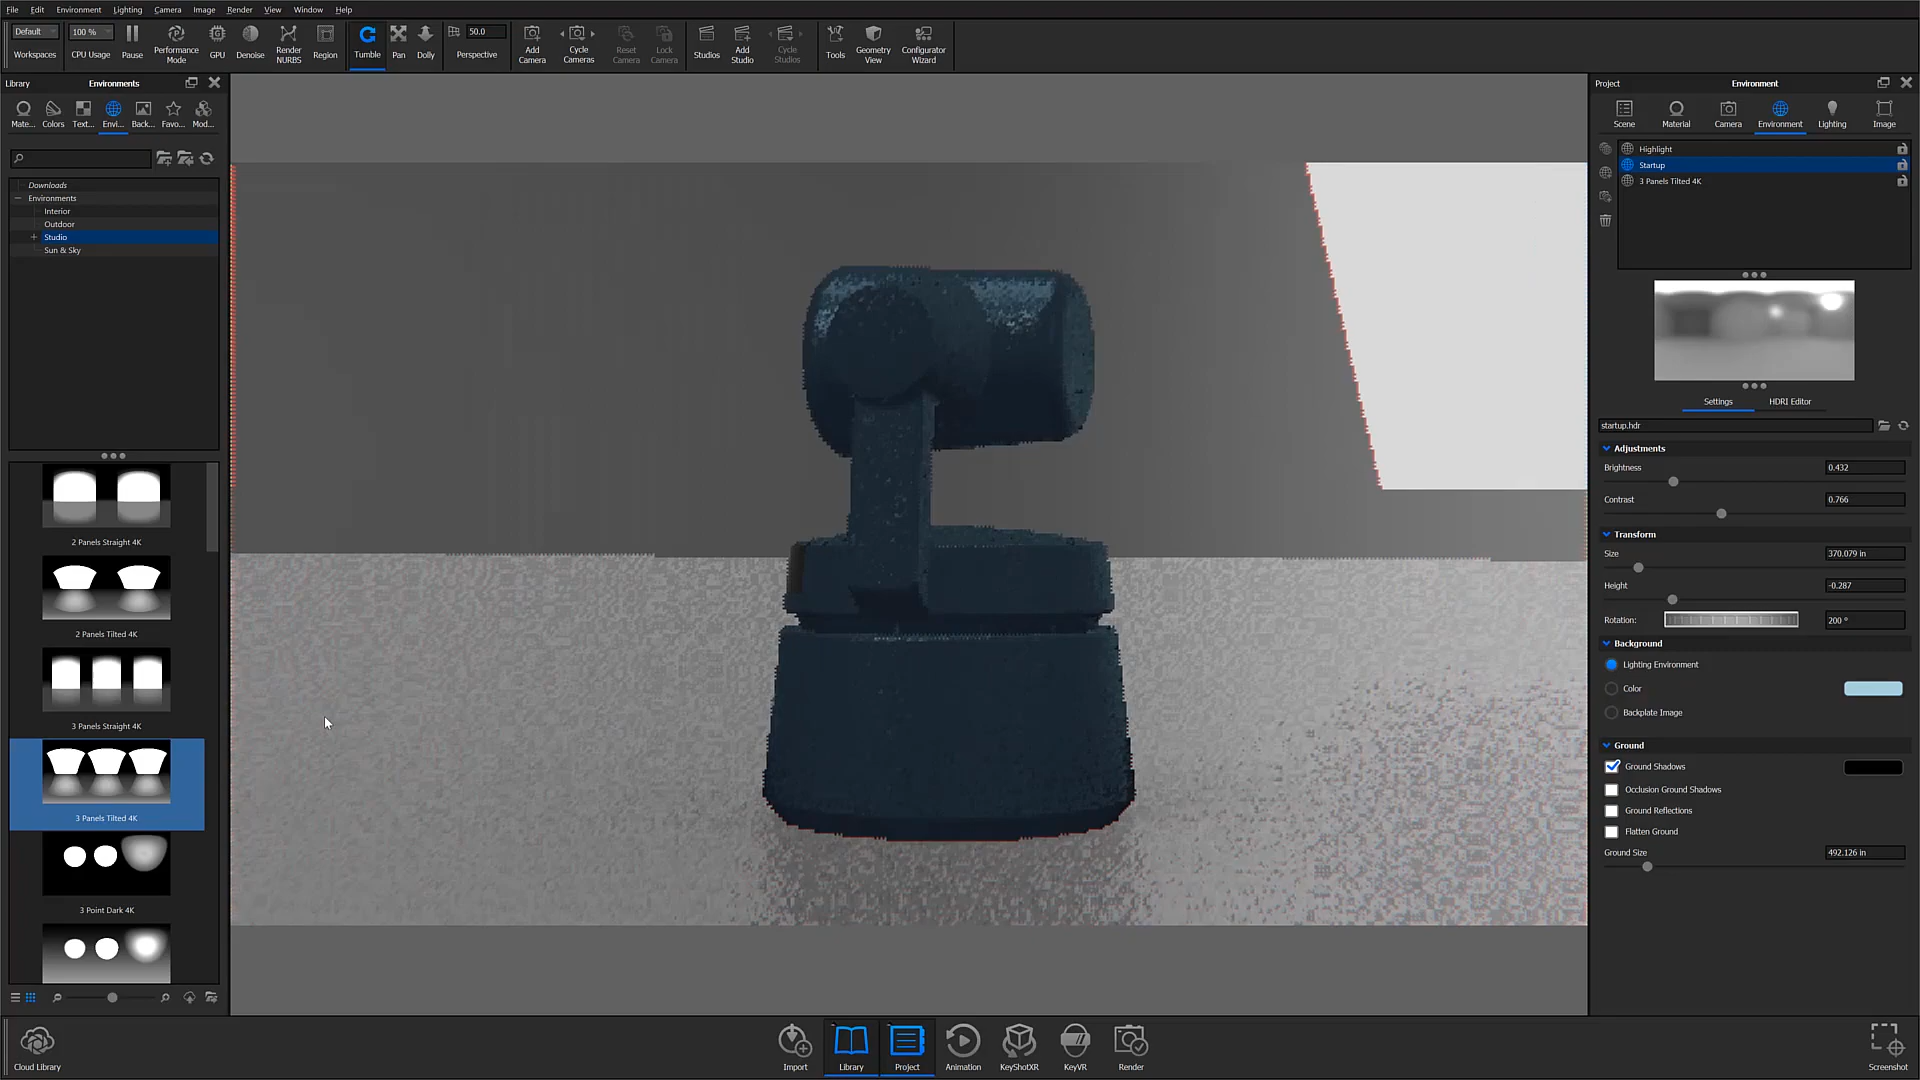 File Edit Environment Lighting Camera Image Render View Window Help
Default 100 % 50.0
Workspaces CPU Usage Pause Performance Mode GPU Denoise Render NURBS Region Tumble Pan Dolly Perspective Add Camera Cycle Cameras Reset Camera Lock Camera Studios Add Studio Cycle Studios Tools Geometry View Configurator Wizard
Library Environments
Mate... Colors Text... Envi... Back... Favo... Mod...
Downloads
Environments
Interior
Outdoor
Studio
Sun & Sky
2 Panels Straight 4K
2 Panels Tilted 4K
3 Panels Straight 4K
3 Panels Tilted 4K
3 Point Dark 4K
Project Environment
Scene Material Camera Environment Lighting Image
Highlight
Startup
3 Panels Tilted 4K
Settings HDRI Editor
startup.hdr
Adjustments
Brightness 0.432
Contrast 0.766
Transform
Size 370.079 in
Height -0.287
Rotation: 200 °
Background
Lighting Environment
Color
Backplate Image
Ground
Ground Shadows
Occlusion Ground Shadows
Ground Reflections
Flatten Ground
Ground Size 492.126 in
Cloud Library Import Library Project Animation KeyShotXR KeyVR Render Screenshot